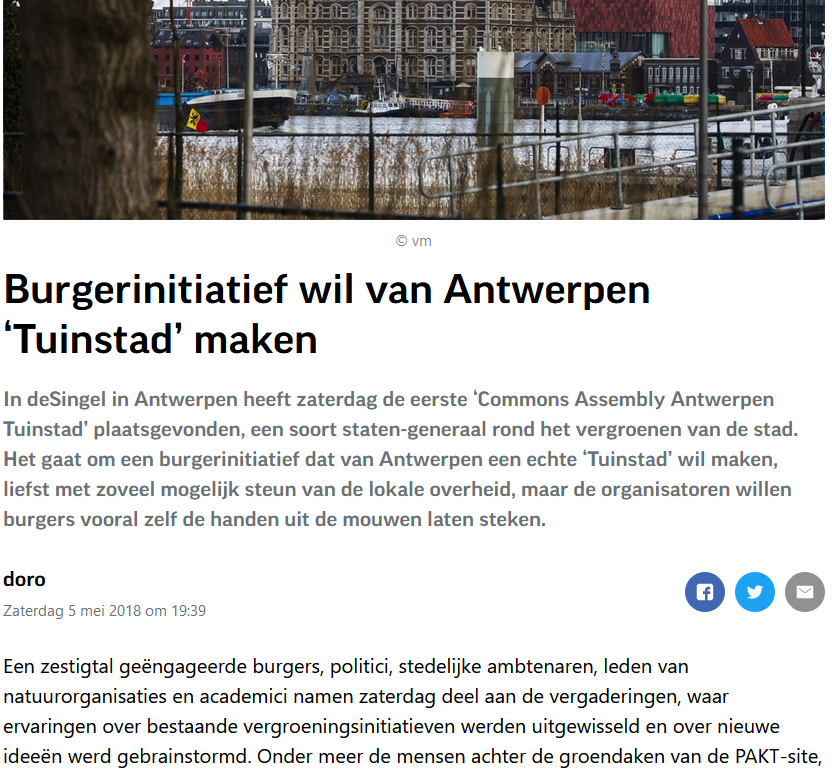 © vm
Burgerinitiatief wil van Antwerpen
‘Tuinstad’ maken
In deSingel in Antwerpen heeft zaterdag de eerste ‘Commons Assembly Antwerpen
Tuinstad’ plaatsgevonden, een soort staten-generaal rond het vergroenen van de stad.
Het gaat om een burgerinitiatief dat van Antwerpen een echte ‘Tuinstad’ wil maken,
liefst met zoveel mogelijk steun van de lokale overheid, maar de organisatoren willen
burgers vooral zelf de handen uit de mouwen laten steken.
doro
Zaterdag 5 mei 2018 om 19:39
Een zestigtal geëngageerde burgers, politici, stedelijke ambtenaren, leden van
natuurorganisaties en academici namen zaterdag deel aan de vergaderingen, waar
ervaringen over bestaande vergroeningsinitiatieven werden uitgewisseld en over nieuwe
ideeën werd gebrainstormd. Onder meer de mensen achter de groendaken van de PAKT-site,